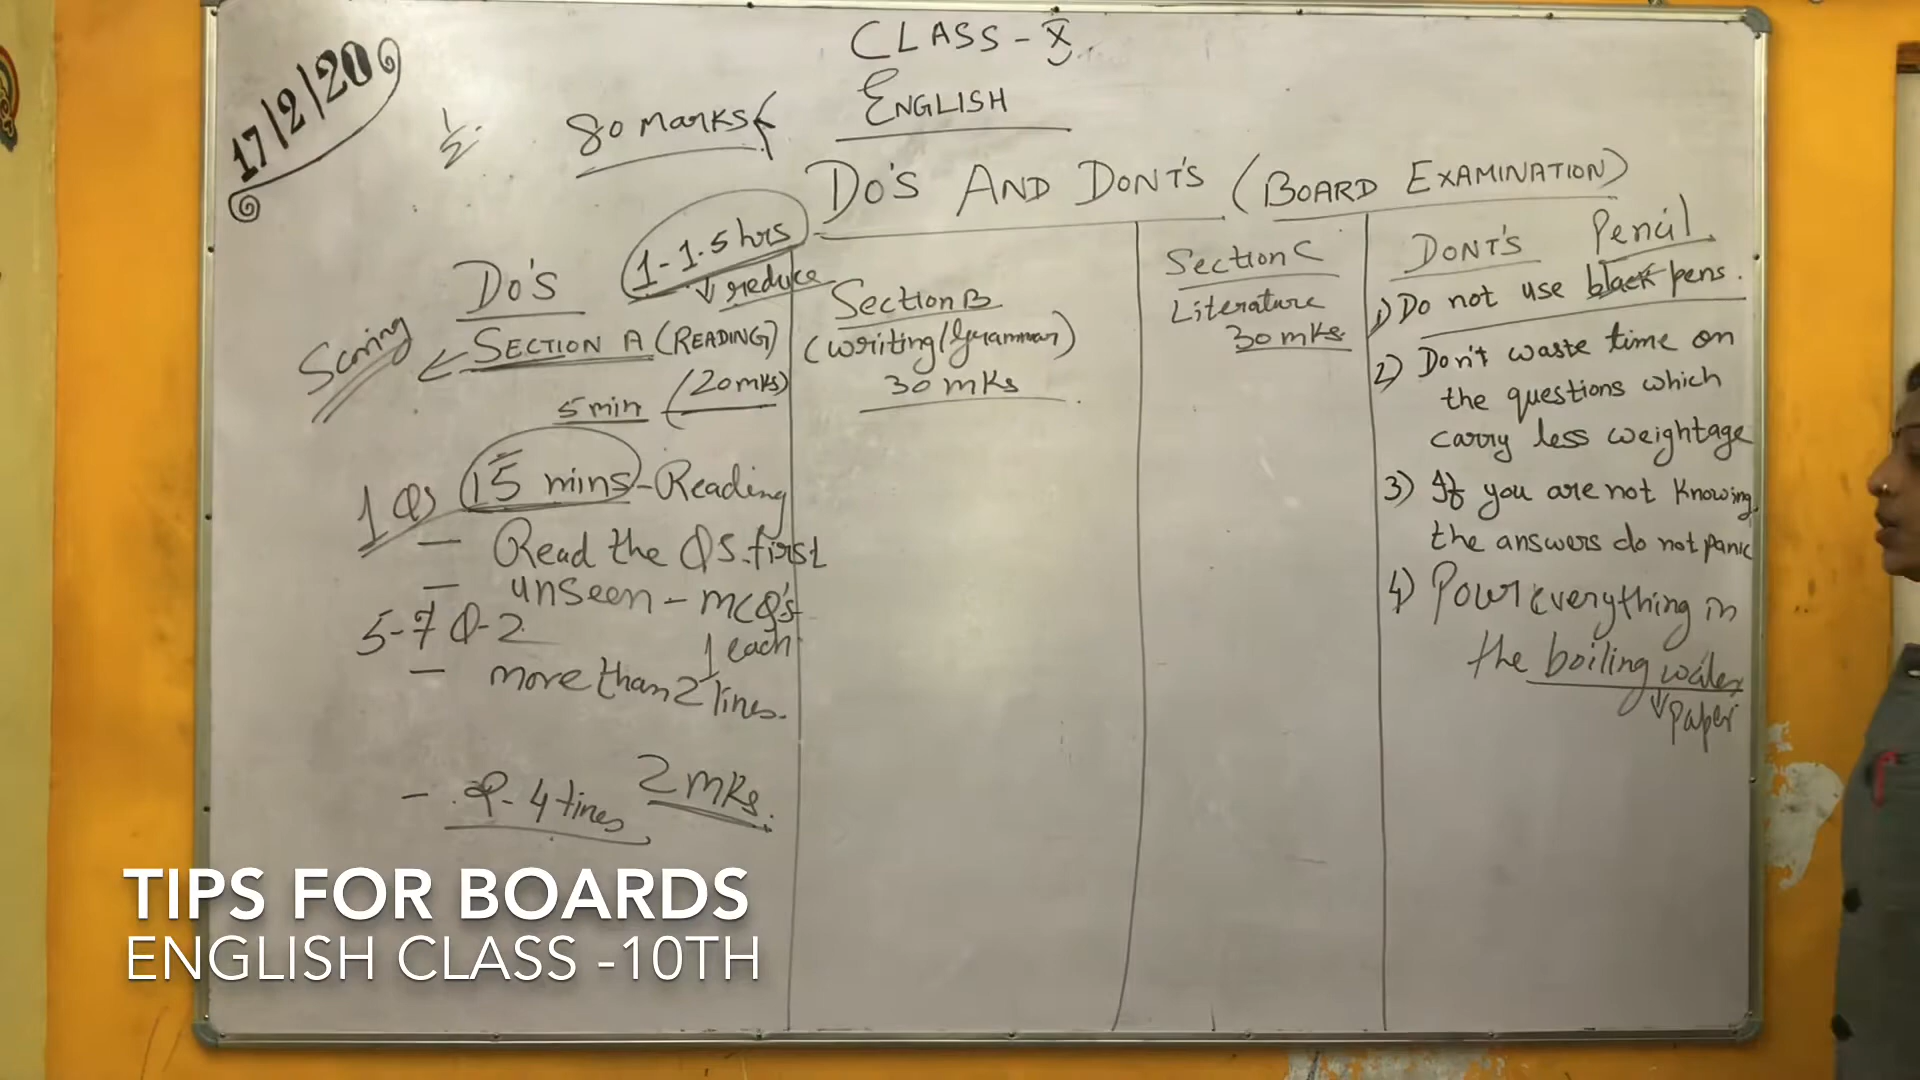 17/2/20
CLASS - X
ENGLISH
80 Marks
1/2
DO'S AND DONT'S (BOARD EXAMINATION)
1-1.5 hrs
reduce
DO'S
Scoring
SECTION A (READING)
(20 mks)
5 min
1 Qs
15 mins - Reading
- Read the QS. first
- unseen - MCQ's
1 each
5-7 Q-2
- more than 2 lines.
- 4 lines 2 mks.
Section B
(Writing/Grammar)
30 mks
Section C
Literature
30 mks
DONT'S
Pencil
1) Do not use black pens.
2) Don't waste time on
the questions which
carry less weightage
3) If you are not knowing
the answers do not panic
4) Pour everything in
the boiling water
Paper
TIPS FOR BOARDS
ENGLISH CLASS -10TH